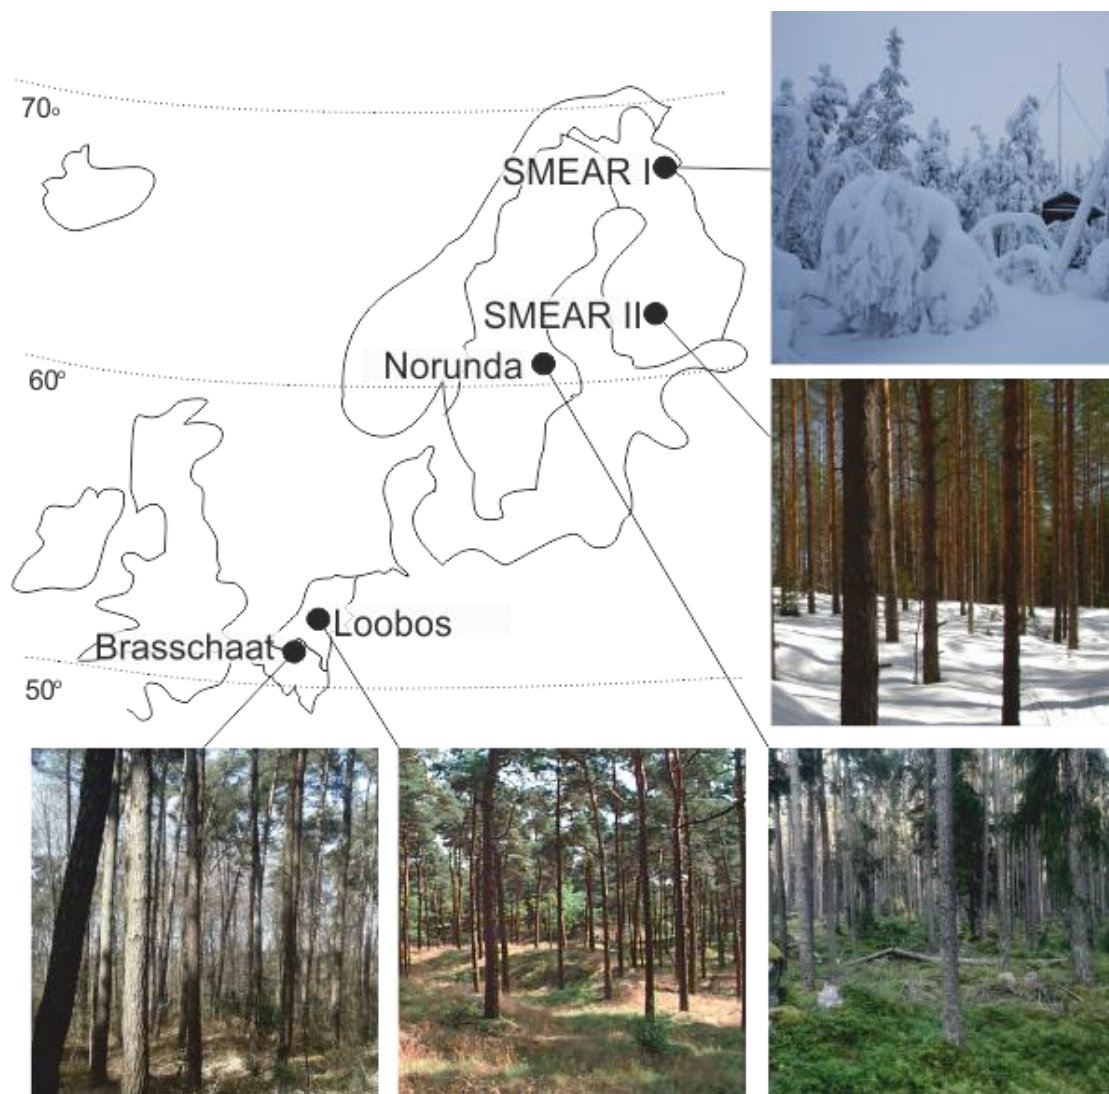 70o
SMEAR I
SMEAR II
Norunda
60o
Loobos
Brasschaat
50o